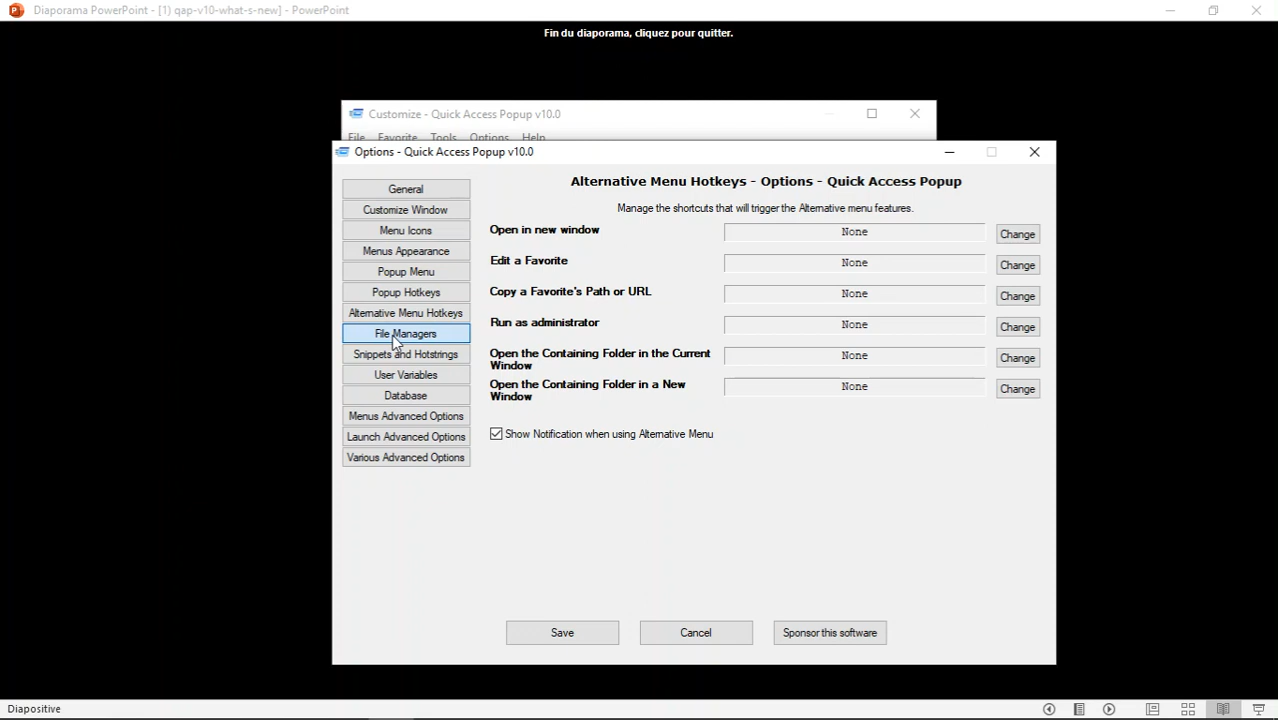 Diaporama PowerPoint - [1) qap-v10-what-s-new] - PowerPoint
Fin du diaporama, cliquez pour quitter.
Customize - Quick Access Popup v10.0
File Favorite Tools Options Help
Options - Quick Access Popup v10.0
General
Customize Window
Menu Icons
Menus Appearance
Popup Menu
Popup Hotkeys
Alternative Menu Hotkeys
File Managers
Snippets and Hotstrings
User Variables
Database
Menus Advanced Options
Launch Advanced Options
Various Advanced Options
Alternative Menu Hotkeys - Options - Quick Access Popup
Manage the shortcuts that will trigger the Alternative menu features.
Open in new window None Change
Edit a Favorite None Change
Copy a Favorite's Path or URL None Change
Run as administrator None Change
Open the Containing Folder in the Current
Window None Change
Open the Containing Folder in a New
Window None Change
Show Notification when using Alternative Menu
Save Cancel Sponsor this software
Diapositive